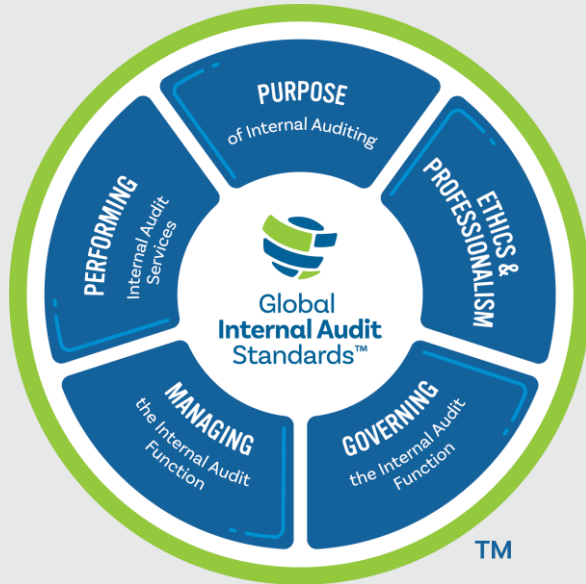 PURPOSE
of Internal Auditing
ETHICS &
PROFESSIONALISM
GOVERNING
the Internal Audit
Function
MANAGING
the Internal Audit
Function
PERFORMING
Internal Audit
Services
Global
Internal Audit
Standards™
TM